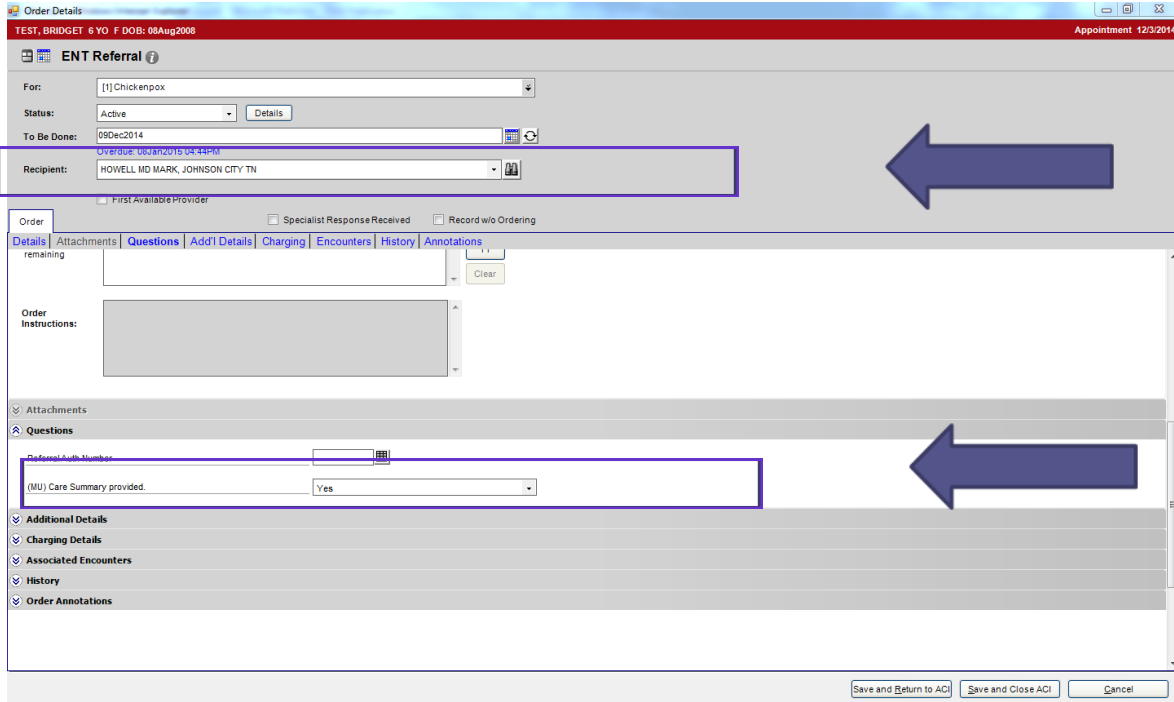 Order Details
TEST, BRIDGET 6 YO F DOB: 08Aug2008 Appointment 12/3/2014
ENT Referral
For: [1] Chickenpox
Status: Active Details
To Be Done: 09Dec2014
Overdue: 08Jan2015 04:44PM
Recipient: HOWELL MD MARK, JOHNSON CITY TN
First Available Provider
Order Specialist Response Received Record w/o Ordering
Details Attachments Questions Add'l Details Charging Encounters History Annotations
remaining
Clear
Order
Instructions:
Attachments
Questions
Referral Auth Number
(MU) Care Summary provided. Yes
Additional Details
Charging Details
Associated Encounters
History
Order Annotations
Save and Return to ACI Save and Close ACI Cancel